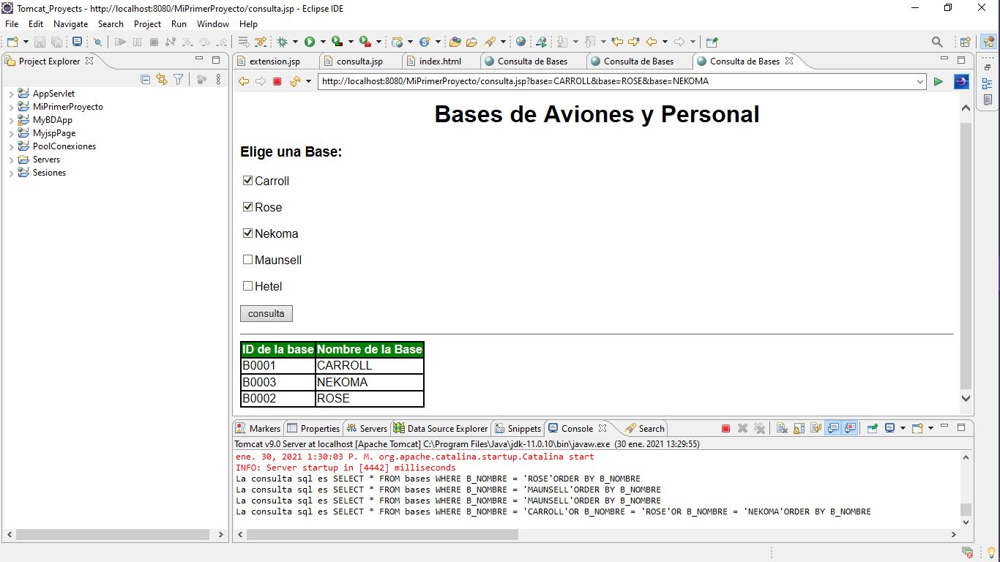 Tomcat_Proyects - http://localhost:8080/MiPrimerProyecto/consulta.jsp - Eclipse IDE
File Edit Navigate Search Project Run Window Help
Project Explorer
AppServlet
MiPrimerProyecto
MyBDApp
MyjspPage
PoolConexiones
Servers
Sesiones
extension.jsp consulta.jsp index.html Consulta de Bases Consulta de Bases Consulta de Bases
http://localhost:8080/MiPrimerProyecto/consulta.jsp?base=CARROLL&base=ROSE&base=NEKOMA
Bases de Aviones y Personal
Elige una Base:
Carroll
Rose
Nekoma
Maunsell
Hetel
consulta
ID de la base Nombre de la Base
B0001 CARROLL
B0003 NEKOMA
B0002 ROSE
Markers Properties Servers Data Source Explorer Snippets Console Search
Tomcat v9.0 Server at localhost [Apache Tomcat] C:\Program Files\Java\jdk-11.0.10\bin\javaw.exe (30 ene. 2021 13:29:55)
ene. 30, 2021 1:30:03 P. M. org.apache.catalina.startup.Catalina start
INFO: Server startup in [4442] milliseconds
La consulta sql es SELECT * FROM bases WHERE B_NOMBRE = 'ROSE'ORDER BY B_NOMBRE
La consulta sql es SELECT * FROM bases WHERE B_NOMBRE = 'MAUNSELL'ORDER BY B_NOMBRE
La consulta sql es SELECT * FROM bases WHERE B_NOMBRE = 'MAUNSELL'ORDER BY B_NOMBRE
La consulta sql es SELECT * FROM bases WHERE B_NOMBRE = 'CARROLL'OR B_NOMBRE = 'ROSE'OR B_NOMBRE = 'NEKOMA'ORDER BY B_NOMBRE